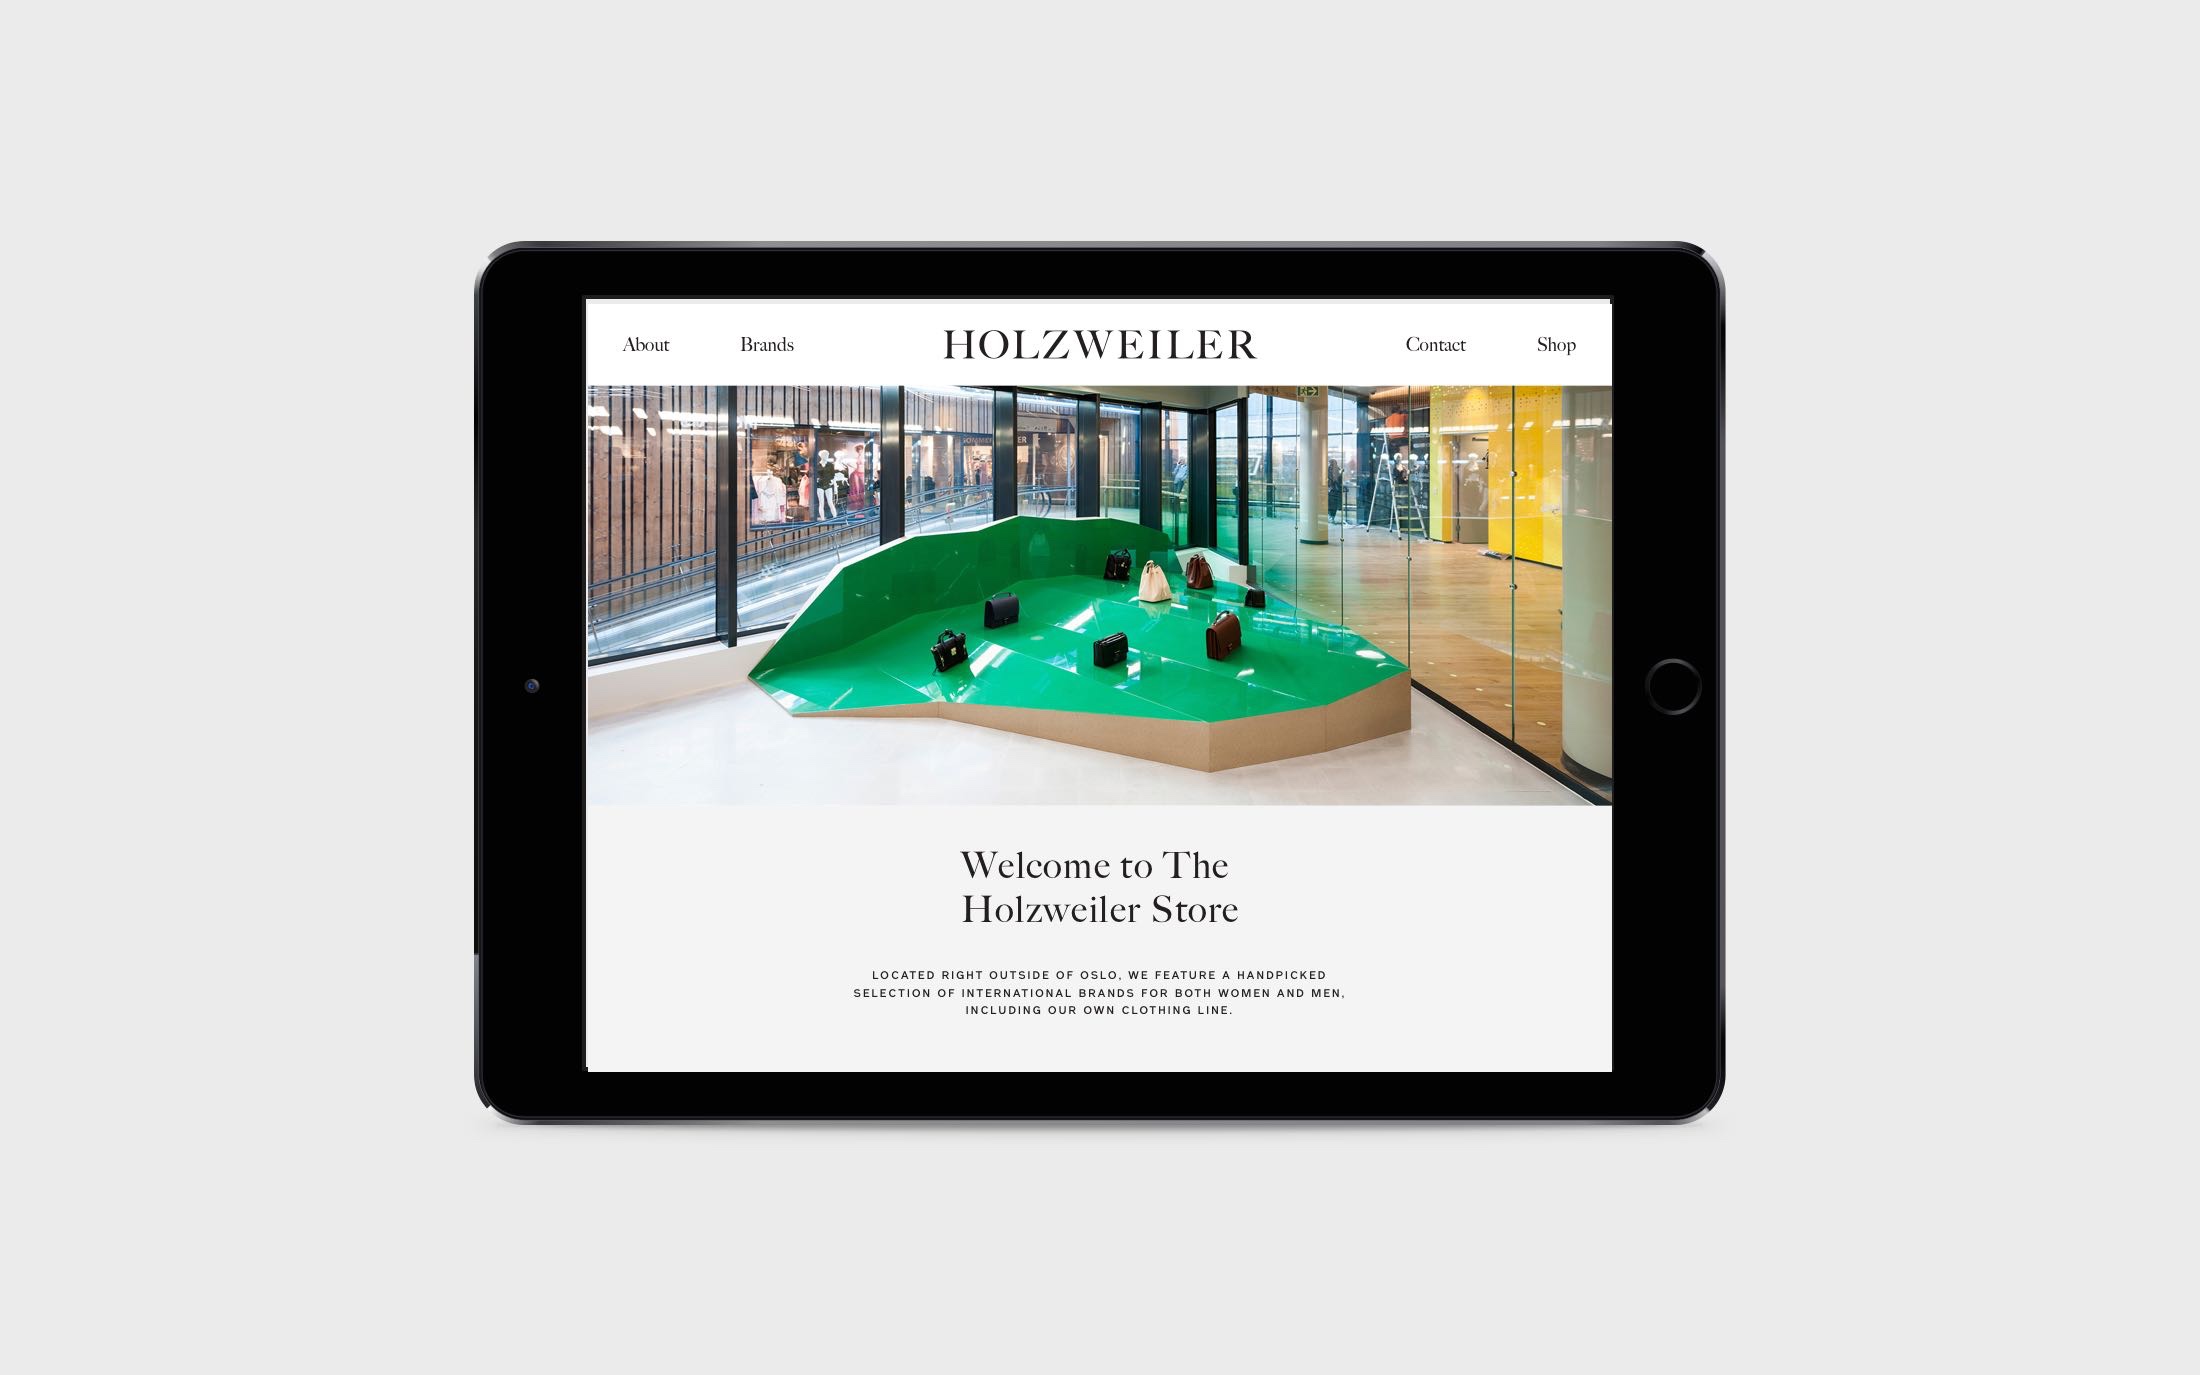 About
Brands
HOLZWEILER
Contact
Shop
Welcome to The
Holzweiler Store
LOCATED RIGHT OUTSIDE OF OSLO, WE FEATURE A HANDPICKED
SELECTION OF INTERNATIONAL BRANDS FOR BOTH WOMEN AND MEN,
INCLUDING OUR OWN CLOTHING LINE.